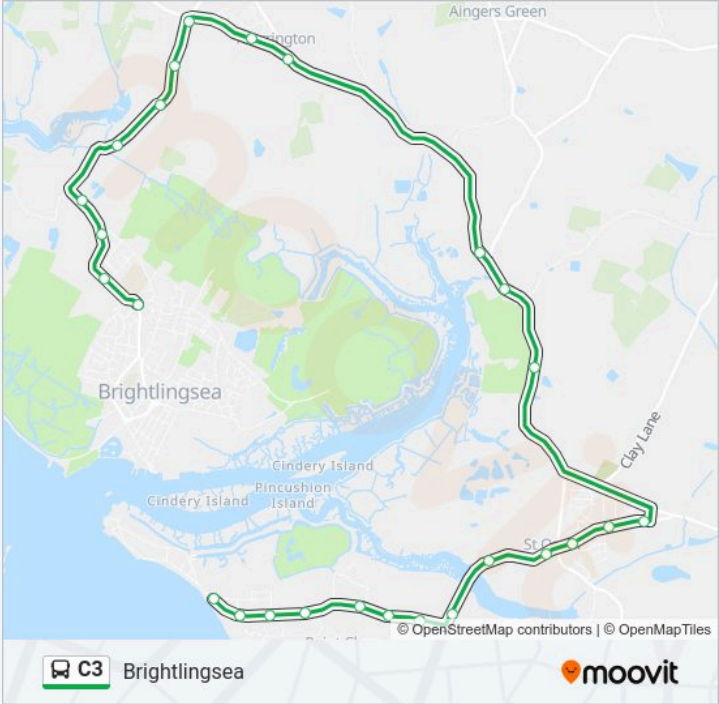 Aingers Green
Brightlingsea
Clay Lane
Cindery Island
Pincushion
Island
Cindery Island
© OpenStreetMap contributors | © OpenMapTiles
C3 Brightlingsea
moovit